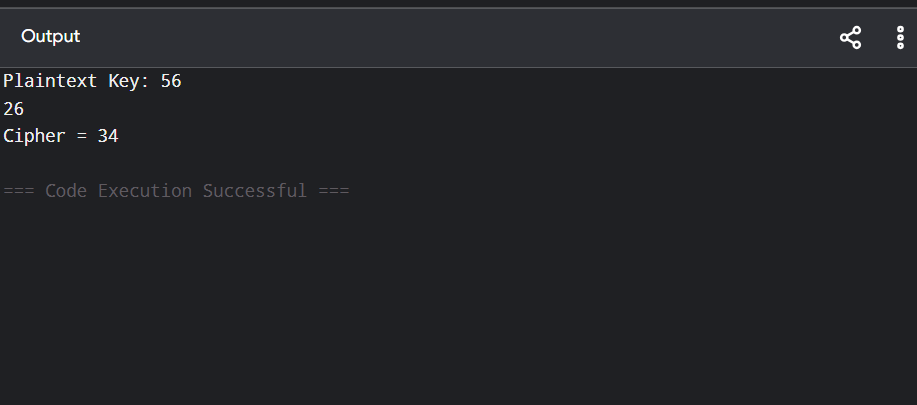 Output
Plaintext Key: 56
26
Cipher = 34
=== Code Execution Successful ===